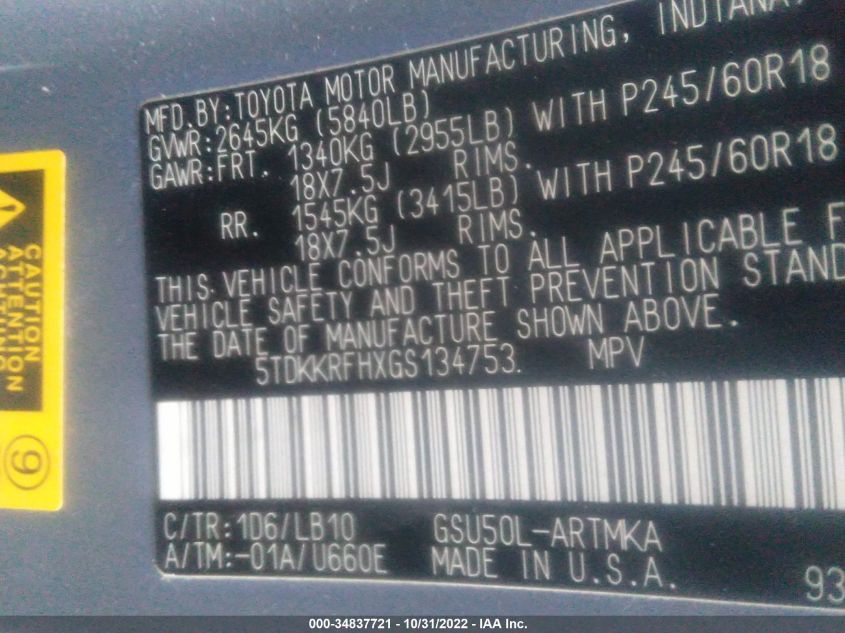 MFD.BY:TOYOTA MOTOR MANUFACTURING, INDIANA,
GVWR:2645KG (5840LB)
GAWR:FRT. 1340KG (2955LB) WITH P245/60R18
18X7.5J RIMS.
RR. 1545KG (3415LB) WITH P245/60R18
18X7.5J RIMS.
THIS VEHICLE CONFORMS TO ALL APPLICABLE F
VEHICLE SAFETY AND THEFT PREVENTION STAND
THE DATE OF MANUFACTURE SHOWN ABOVE.
5TDKKRFHXGS134753. MPV
C/TR:1D6/LB10 GSU50L-ARTMKA
A/TM:-01A/U660E MADE IN U.S.A.
93
CAUTION
9
000-34837721 - 10/31/2022 - IAA Inc.